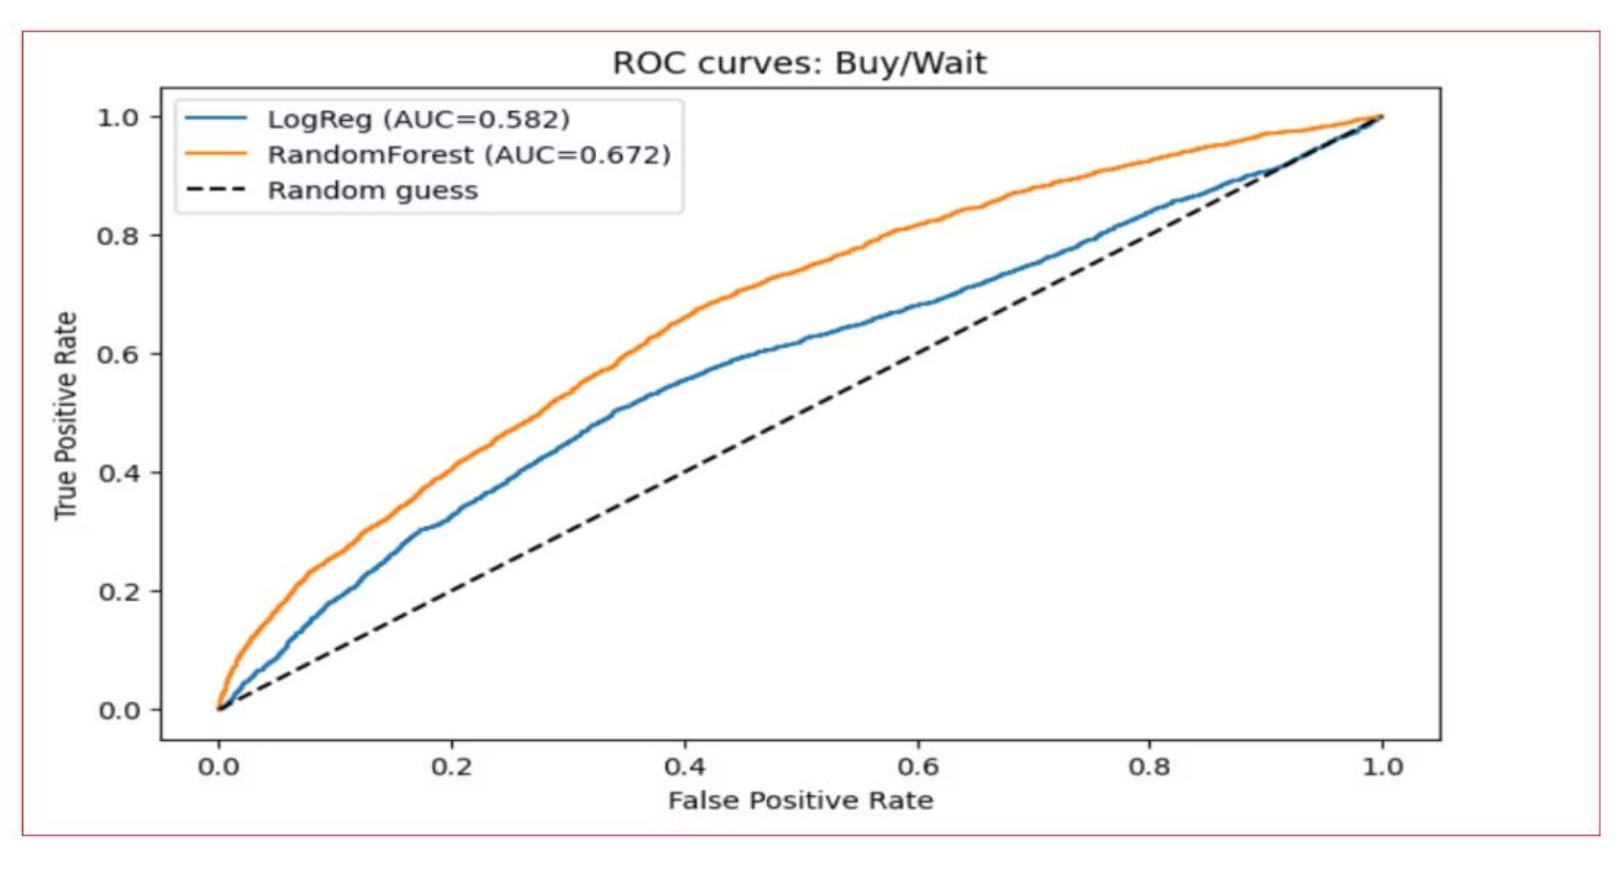 ROC curves: Buy/Wait
LogReg (AUC=0.582)
RandomForest (AUC=0.672)
Random guess
True Positive Rate
1.0
0.8
0.6
0.4
0.2
0.0
0.0 0.2 0.4 0.6 0.8 1.0
False Positive Rate